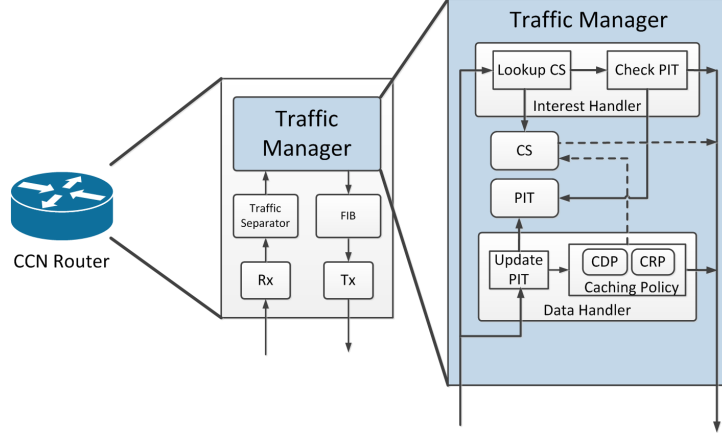 CCN Router
Traffic
Manager
Traffic
Separator
FIB
Rx
Tx
Traffic Manager
Lookup CS
Check PIT
Interest Handler
CS
PIT
Update
PIT
CDP
CRP
Caching Policy
Data Handler